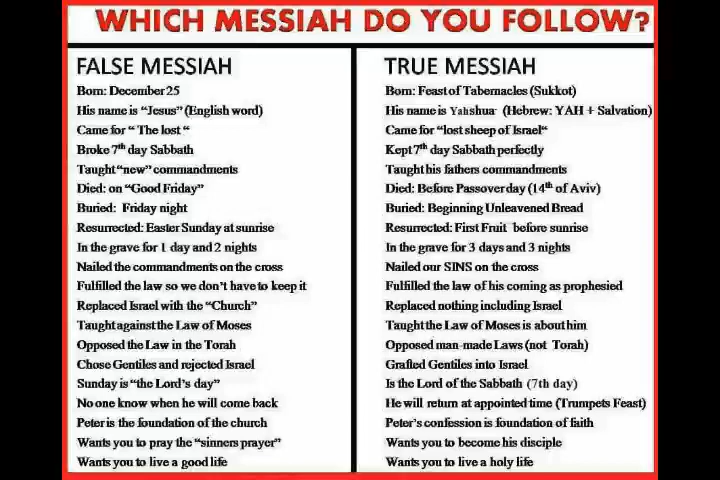 WHICH MESSIAH DO YOU FOLLOW?
FALSE MESSIAH
Born: December 25
His name is “Jesus” (English word)
Came for “ The lost “
Broke 7th day Sabbath
Taught “new” commandments
Died: on “Good Friday”
Buried: Friday night
Resurrected: Easter Sunday at sunrise
In the grave for 1 day and 2 nights
Nailed the commandments on the cross
Fulfilled the law so we don’t have to keep it
Replaced Israel with the “Church”
Taught against the Law of Moses
Opposed the Law in the Torah
Chose Gentiles and rejected Israel
Sunday is “the Lord’s day”
No one know when he will come back
Peter is the foundation of the church
Wants you to pray the “sinners prayer”
Wants you to live a good life
TRUE MESSIAH
Born: Feast of Tabernacles (Sukkot)
His name is Yahshua (Hebrew: YAH + Salvation)
Came for “lost sheep of Israel“
Kept 7th day Sabbath perfectly
Taught his fathers commandments
Died: Before Passover day (14th of Aviv)
Buried: Beginning Unleavened Bread
Resurrected: First Fruit before sunrise
In the grave for 3 days and 3 nights
Nailed our SINS on the cross
Fulfilled the law of his coming as prophesied
Replaced nothing including Israel
Taught the Law of Moses is about him
Opposed man-made Laws (not Torah)
Grafted Gentiles into Israel
Is the Lord of the Sabbath (7th day)
He will return at appointed time (Trumpets Feast)
Peter’s confession is foundation of faith
Wants you to become his disciple
Wants you to live a holy life